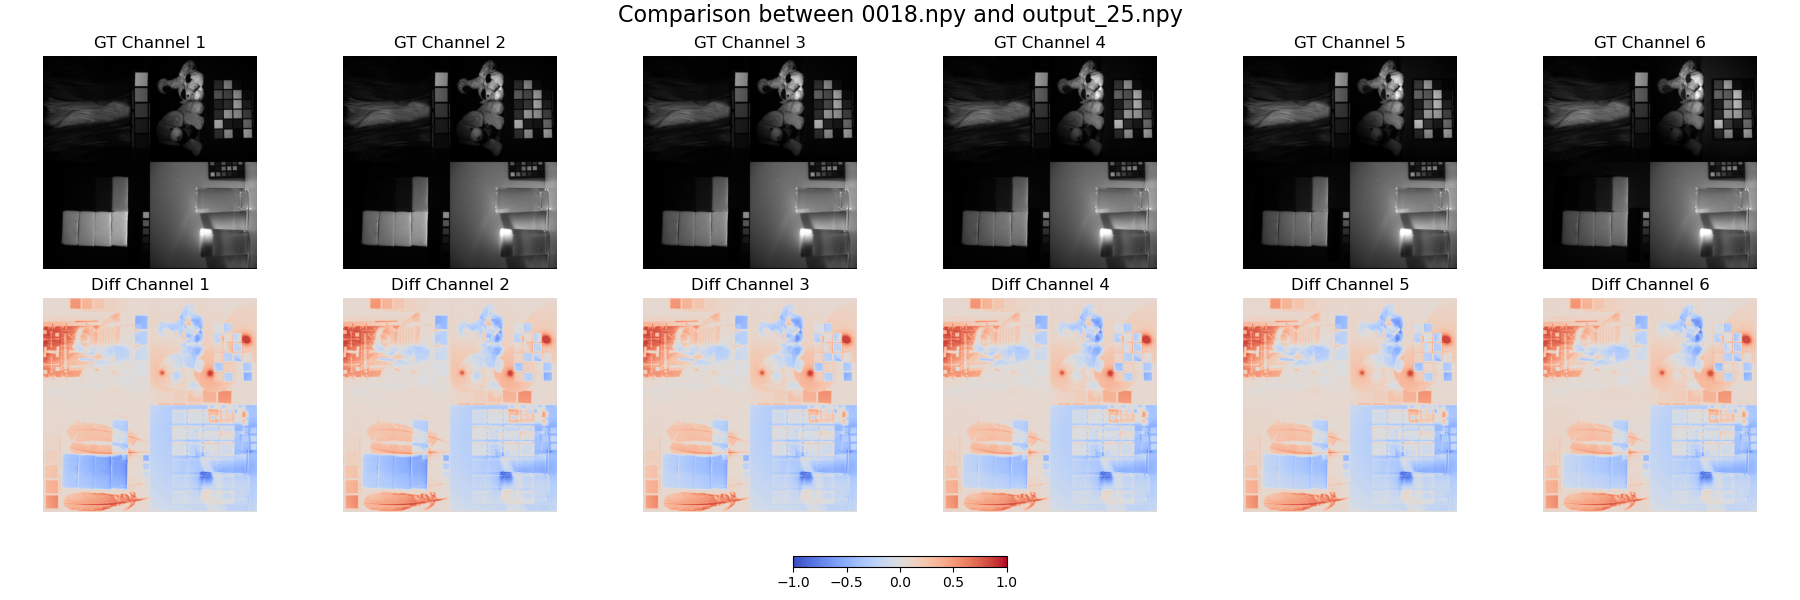 Comparison between 0018.npy and output_25.npy
GT Channel 1
GT Channel 2
GT Channel 3
GT Channel 4
GT Channel 5
GT Channel 6
Diff Channel 1
Diff Channel 2
Diff Channel 3
Diff Channel 4
Diff Channel 5
Diff Channel 6
−1.0 −0.5 0.0 0.5 1.0